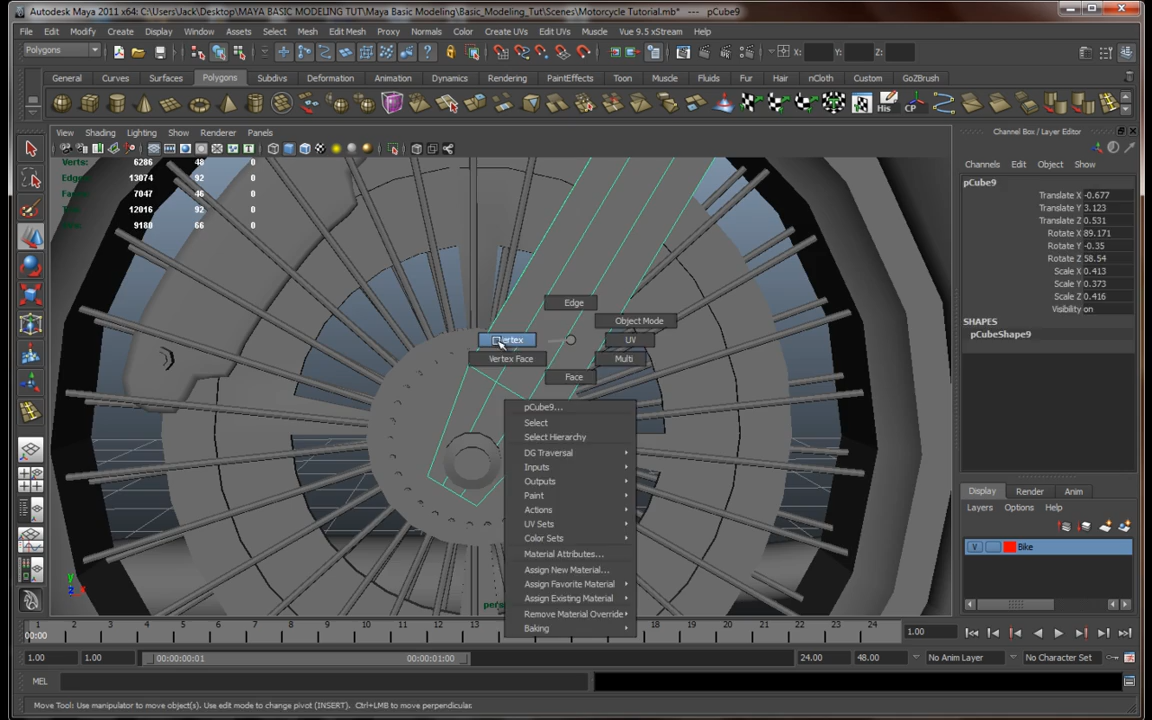 Autodesk Maya 2011 x64: C:\Users\Jack\Desktop\MAYA BASIC MODELING TUT\Maya Basic Modeling\Basic_Modeling_Tut\Scenes\Motorcycle Tutorial.mb* --- pCube9
File Edit Modify Create Display Window Assets Select Mesh Edit Mesh Proxy Normals Color Create UVs Edit UVs Muscle Vue 9.5 xStream Help
Polygons X: Y: Z:
General Curves Surfaces Polygons Subdivs Deformation Animation Dynamics Rendering PaintEffects Toon Muscle Fluids Fur Hair nCloth Custom GoZBrush
His CP
View Shading Lighting Show Renderer Panels
Channel Box / Layer Editor
Channels Edit Object Show
Verts: 6286 48 0
13074 92 0
7047 46 0
12016 92 0
9180 66 0
pCube9
Translate X -0.677
Translate Y 3.123
Translate Z 0.531
Rotate X 89.171
Rotate Y -0.35
Rotate Z 58.54
Scale X 0.413
Scale Y 0.373
Scale Z 0.416
Visibility on
SHAPES
pCubeShape9
Edge
Object Mode
UV
Vertex Face
Multi
Face
pCube9...
Select
Select Hierarchy
DG Traversal
Inputs
Outputs
Paint
Actions
UV Sets
Color Sets
Material Attributes...
Assign New Material...
Assign Favorite Material
Assign Existing Material
Remove Material Override
Baking
Display Render Anim
Layers Options Help
V Bike
y
z
1 2 3 4 5 6 7 8 9 10 11 12 13 18 19 20 21 22 23 24
00:00
1.00
1.00 1.00 00:00:00:01 00:00:01:00 24.00 48.00 No Anim Layer No Character Set
MEL
Move Tool: Use manipulator to move object(s). Use edit mode to change pivot (INSERT). Ctrl+LMB to move perpendicular.